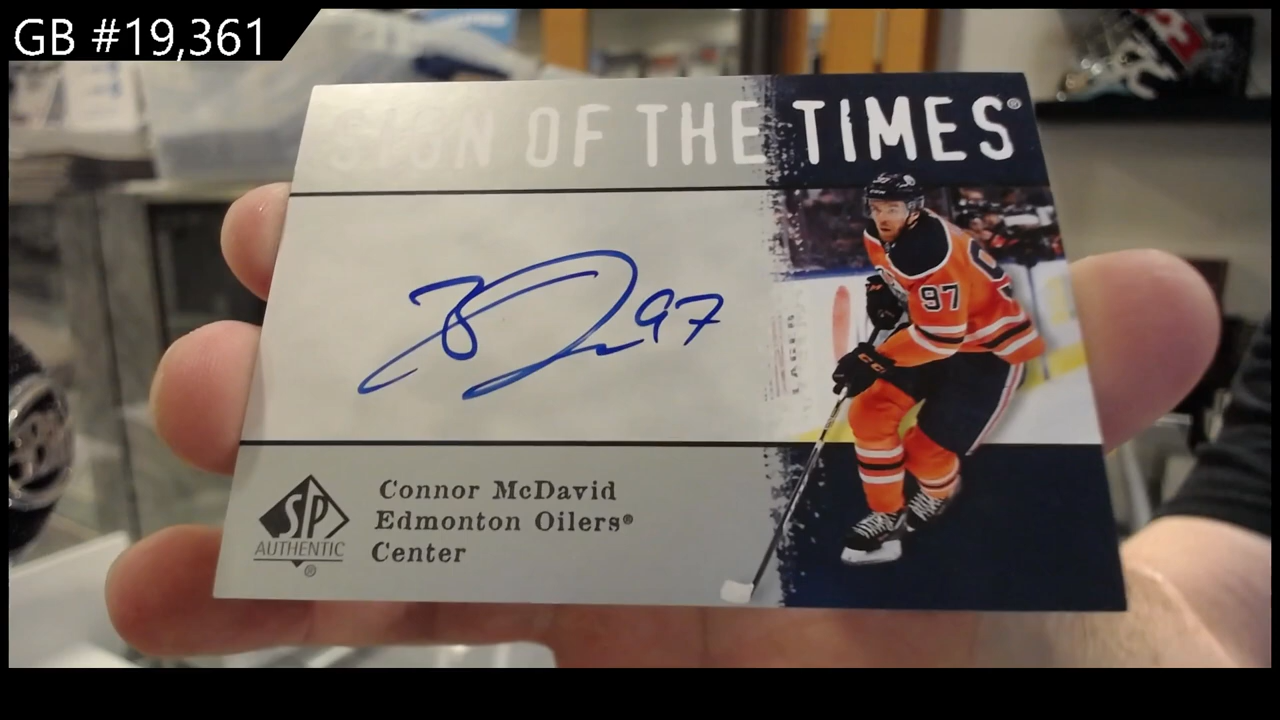 GB #19,361
SIGN OF THE TIMES®
97
97
SP
AUTHENTIC
®
Connor McDavid
Edmonton Oilers®
Center